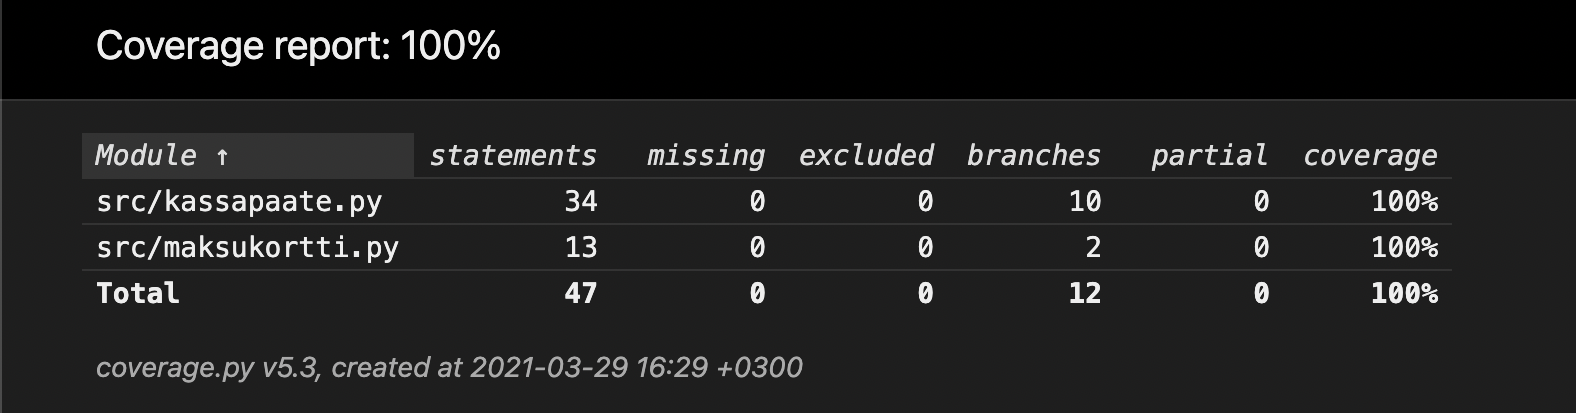 Coverage report: 100%
Module ↑ statements missing excluded branches partial coverage
src/kassapaate.py 34 0 0 10 0 100%
src/maksukortti.py 13 0 0 2 0 100%
Total 47 0 0 12 0 100%
coverage.py v5.3, created at 2021-03-29 16:29 +0300